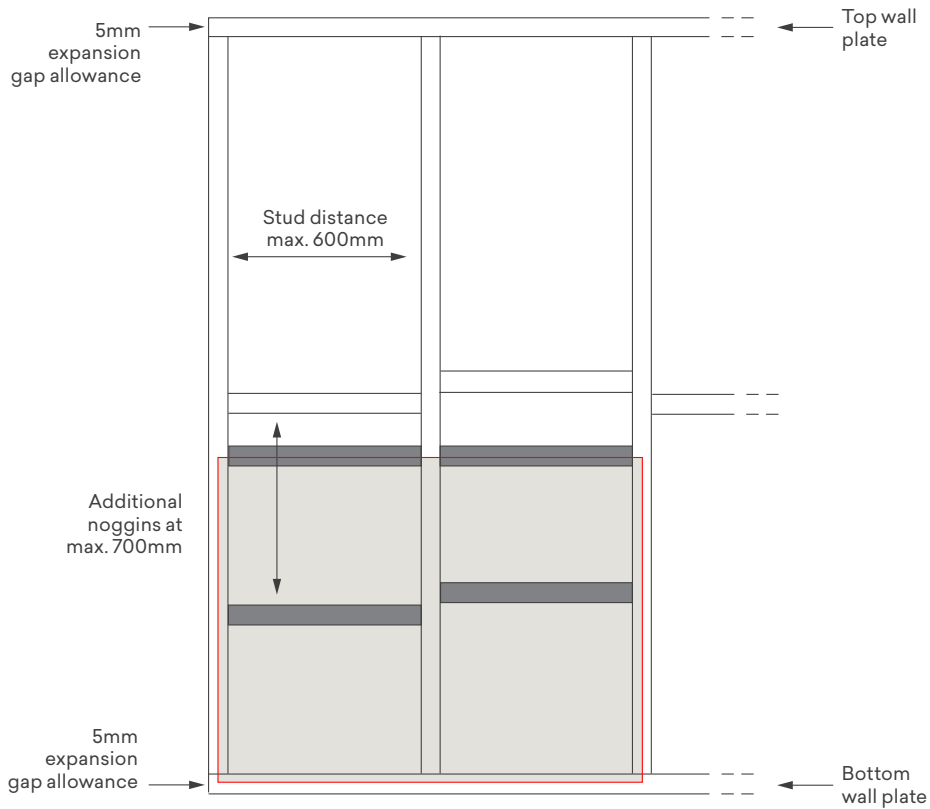 5mm
expansion
gap allowance
Top wall
plate
Stud distance
max. 600mm
Additional
noggins at
max. 700mm
5mm
expansion
gap allowance
Bottom
wall plate